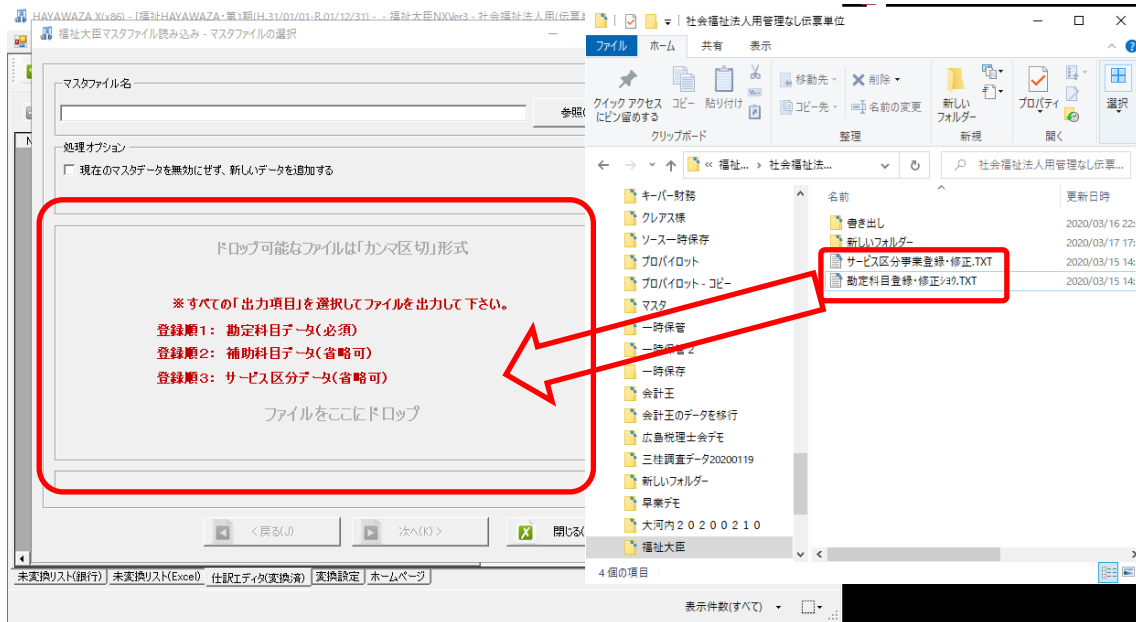 HAYAWAZA X(x86) - [福祉HAYAWAZA・第1期(H.31/01/01-R.01/12/31) - - 福祉大臣NXVer3 - 社会福祉法人用(伝票
福祉大臣マスタファイル読み込み - マスタファイルの選択
マスタファイル名
参照(
処理オプション
現在のマスタデータを無効にぜず、新しいデータを追加する
ドロップ可能なファイルは「カンマ区切」形式
※すべての「出力項目」を選択してファイルを出力して下さい。
登録順1: 勘定科目データ(必須)
登録順2: 補助科目データ(省略可)
登録順3: サービス区分データ(省略可)
ファイルをここにドロップ
<戻る(J)
次へ(K)>
閉じる(
未変換リスト(銀行)
未変換リスト(Excel)
仕訳エディタ(変換済)
変換設定
ホームページ
社会福祉法人用管理なし伝票単位
ファイル
ホーム
共有
表示
クイック アクセスにピン留めする
コピー
貼り付け
移動先
コピー先
削除
名前の変更
新しいフォルダー
プロパティ
選択
クリップボード
整理
新規
開く
« 福祉... › 社会福祉法...
社会福祉法人用管理なし伝票...
キーパー財務
クレアス様
ソース一時保存
プロパイロット
プロパイロット - コピー
マスタ
一時保管
一時保管2
一時保存
会計王
会計王のデータを移行
広島税理士会デモ
三桂調査データ20200119
新しいフォルダー
早業デモ
大河内20200210
福祉大臣
名前
更新日時
書き出し
2020/03/16 22:
新しいフォルダー
2020/03/17 17:
サービス区分事業登録・修正.TXT
2020/03/15 14:
勘定科目登録・修正ショウ.TXT
2020/03/15 14:
4 個の項目
表示件数(すべて)